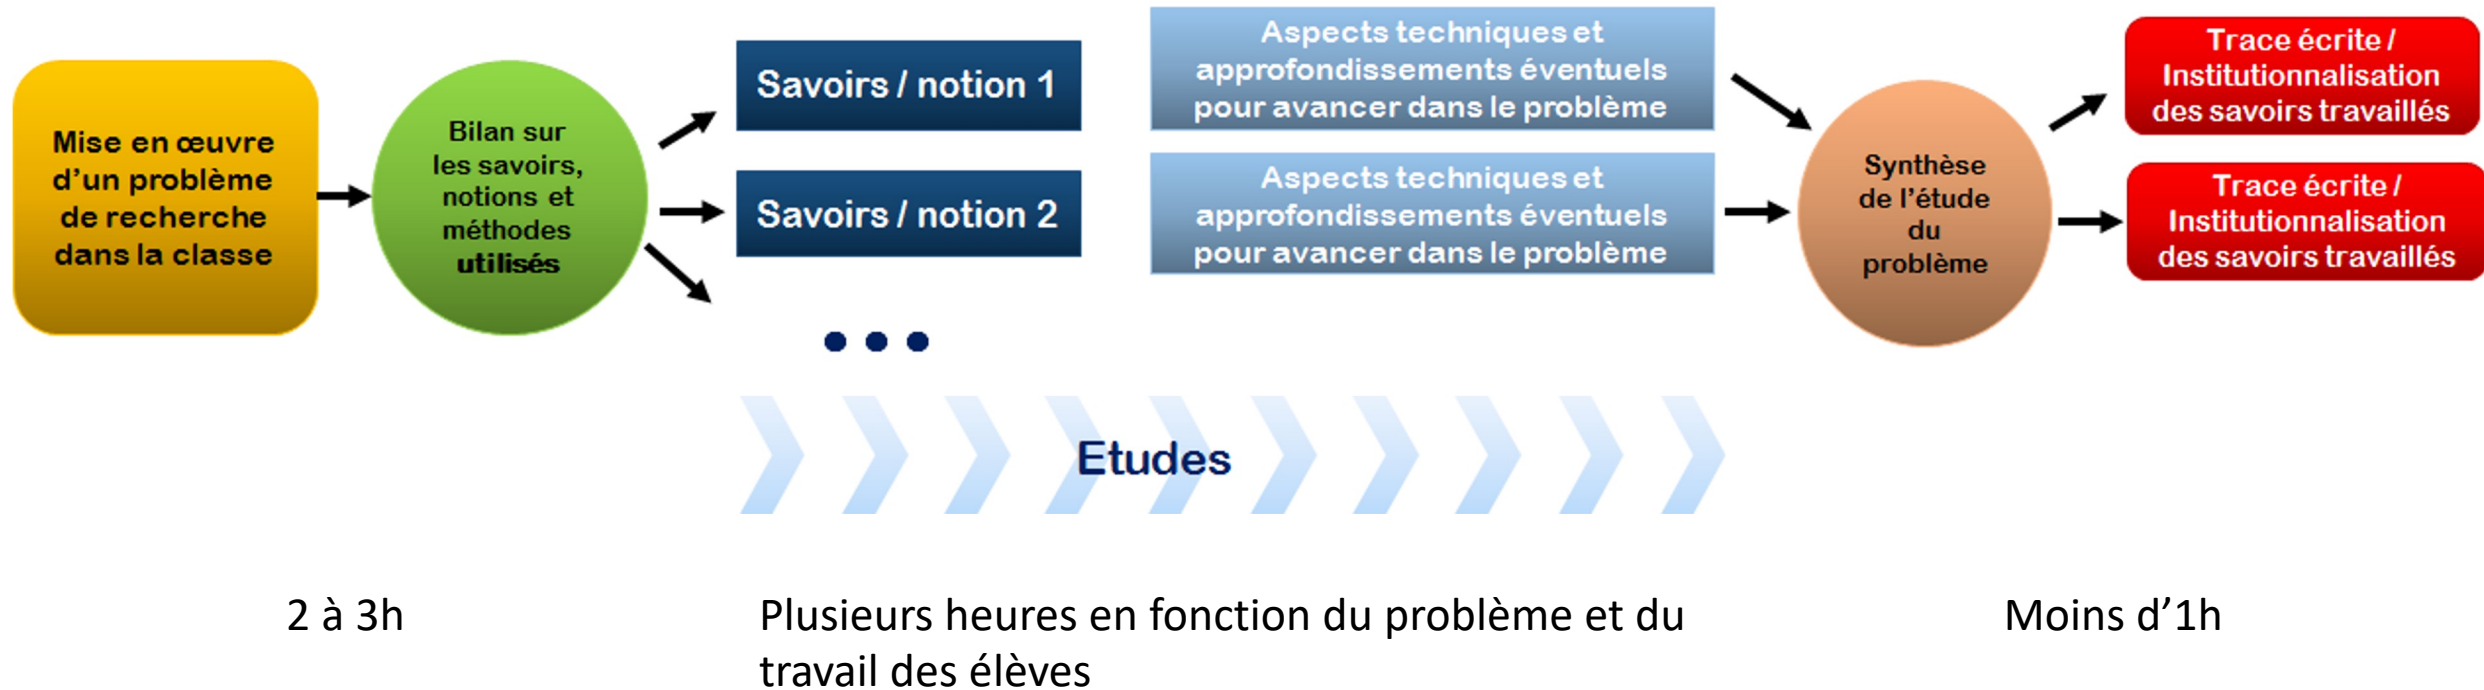 Mise en œuvre
d’un problème
de recherche
dans la classe
Bilan sur
les savoirs,
notions et
méthodes
utilisés
Savoirs / notion 1
Savoirs / notion 2
Aspects techniques et
approfondissements éventuels
pour avancer dans le problème
Aspects techniques et
approfondissements éventuels
pour avancer dans le problème
Synthèse
de l’étude
du
problème
Trace écrite /
Institutionnalisation
des savoirs travaillés
Trace écrite /
Institutionnalisation
des savoirs travaillés
Etudes
2 à 3h
Plusieurs heures en fonction du problème et du
travail des élèves
Moins d’1h